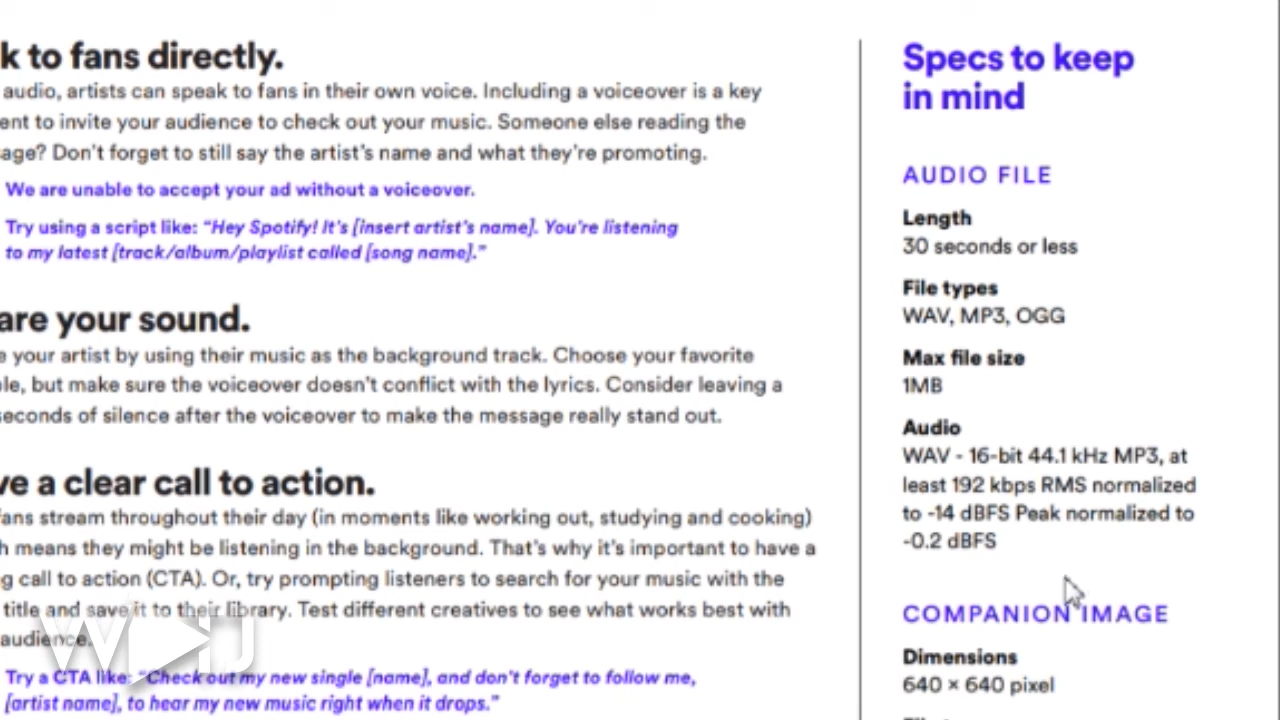 k to fans directly.
audio, artists can speak to fans in their own voice. Including a voiceover is a key
ent to invite your audience to check out your music. Someone else reading the
age? Don't forget to still say the artist's name and what they're promoting.
We are unable to accept your ad without a voiceover.
Try using a script like: “Hey Spotify! It's [insert artist's name]. You're listening
to my latest [track/album/playlist called [song name].”
are your sound.
e your artist by using their music as the background track. Choose your favorite
le, but make sure the voiceover doesn't conflict with the lyrics. Consider leaving a
seconds of silence after the voiceover to make the message really stand out.
ve a clear call to action.
fans stream throughout their day (in moments like working out, studying and cooking)
h means they might be listening in the background. That's why it's important to have a
g call to action (CTA). Or, try prompting listeners to search for your music with the
title and save it to their library. Test different creatives to see what works best with
audience.
Try a CTA like: “Check out my new single [name], and don't forget to follow me,
[artist name], to hear my new music right when it drops.”
Specs to keep
in mind
AUDIO FILE
Length
30 seconds or less
File types
WAV, MP3, OGG
Max file size
1MB
Audio
WAV - 16-bit 44.1 kHz MP3, at
least 192 kbps RMS normalized
to -14 dBFS Peak normalized to
-0.2 dBFS
COMPANION IMAGE
Dimensions
640 × 640 pixel